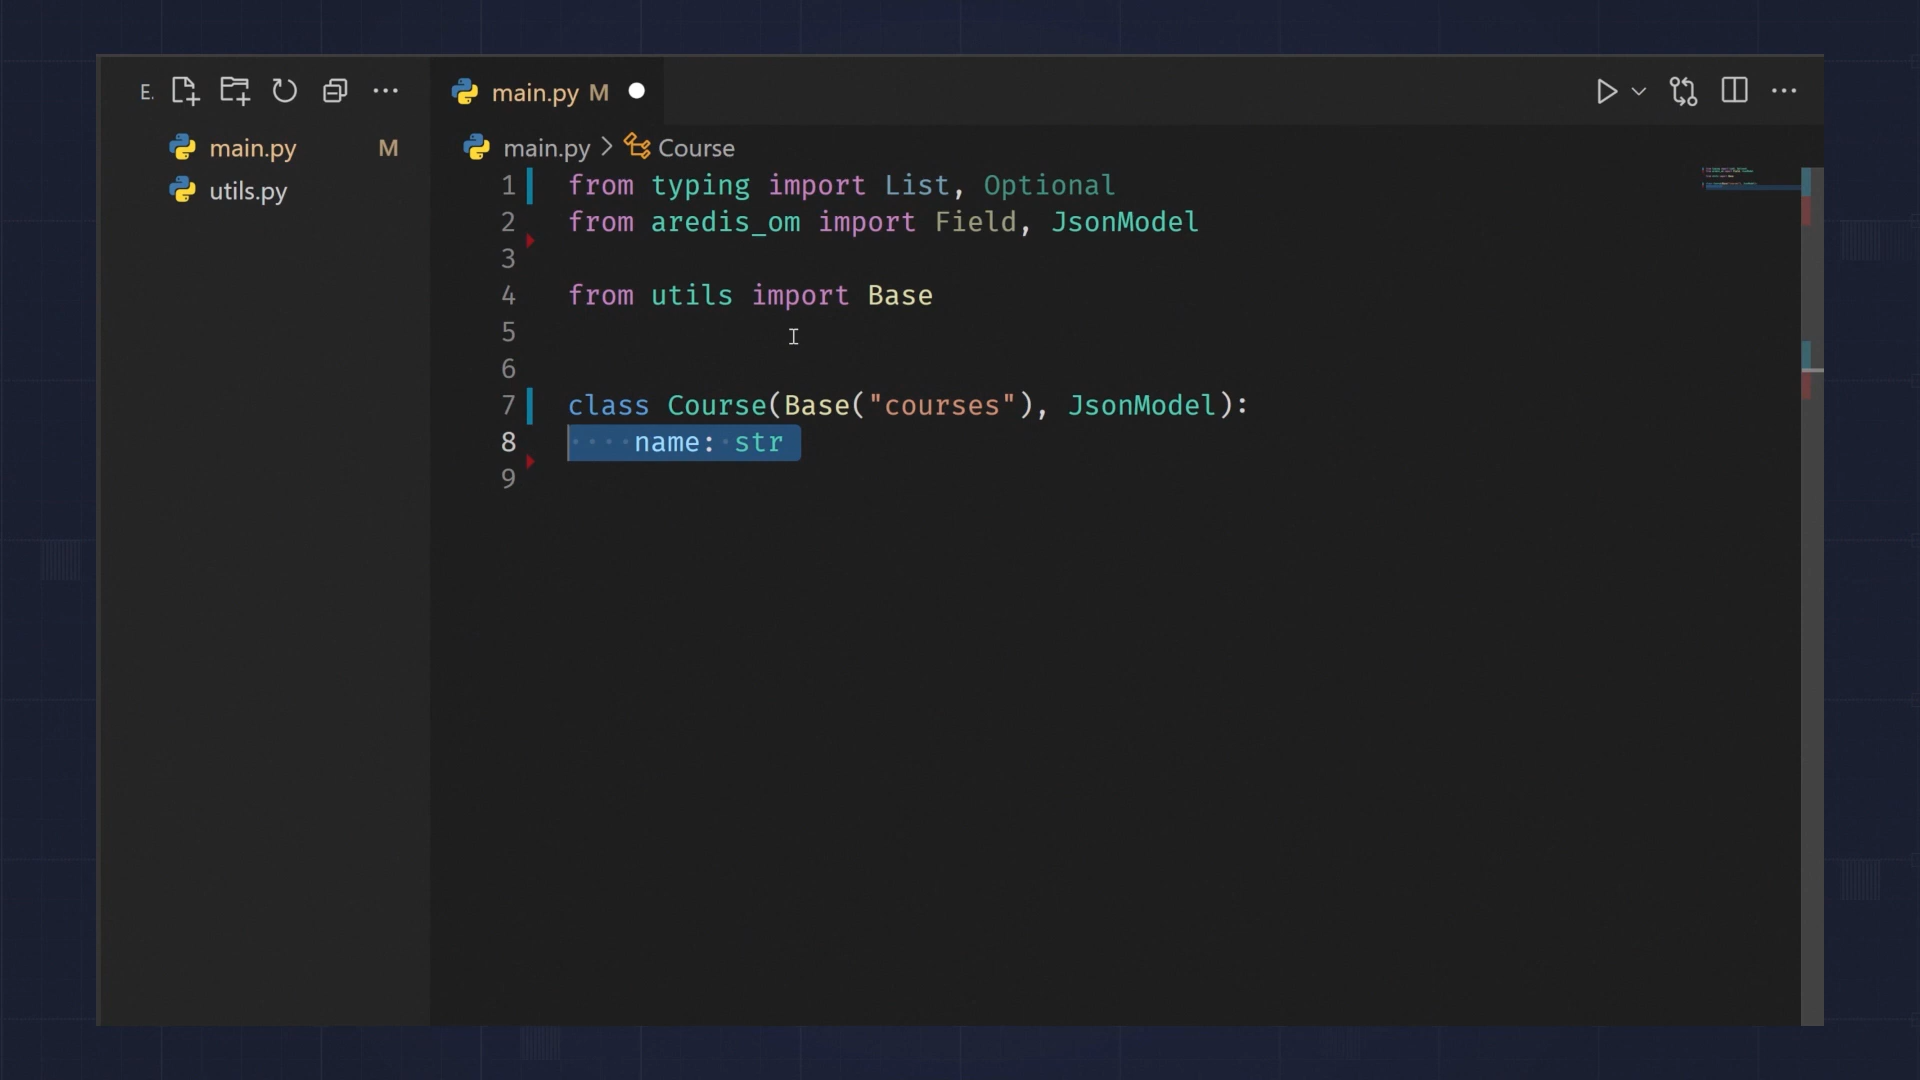 E.
main.py M
main.py M
utils.py
main.py > Course
1 from typing import List, Optional
2 from aredis_om import Field, JsonModel
3
4 from utils import Base
5
6
7 class Course(Base("courses"), JsonModel):
8     name: str
9